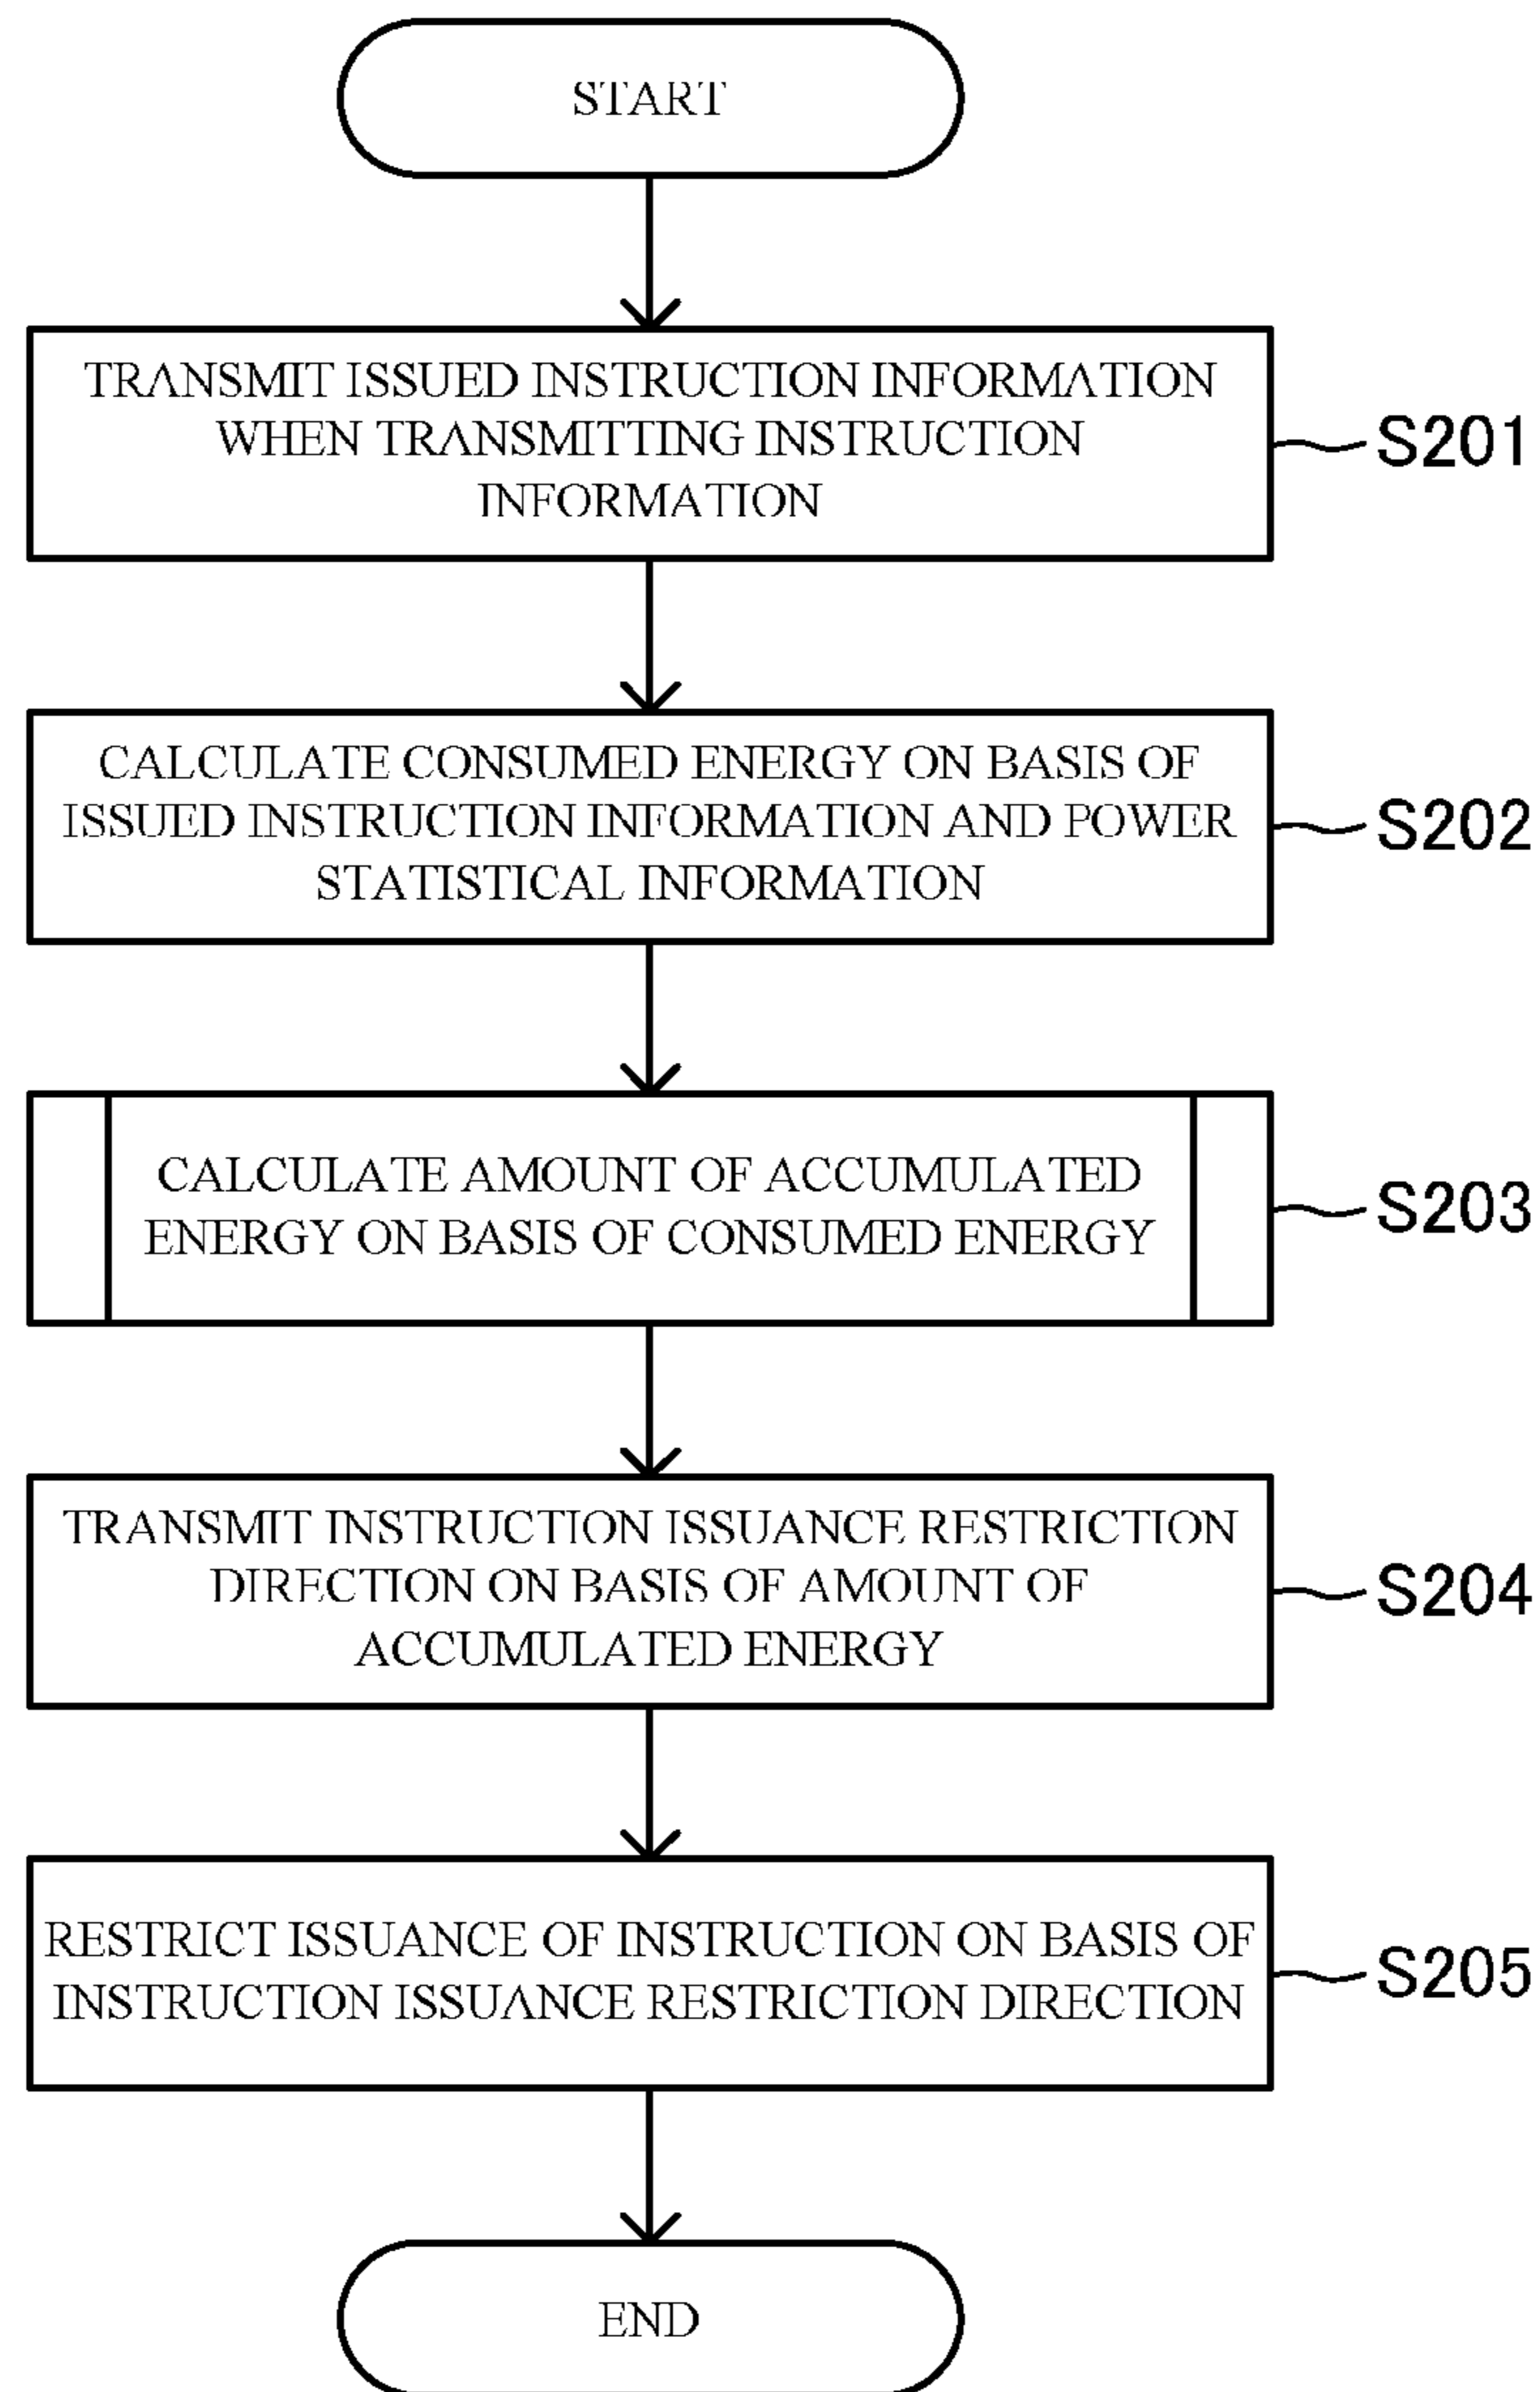 START
TRANSMIT ISSUED INSTRUCTION INFORMATION
WHEN TRANSMITTING INSTRUCTION
INFORMATION
S201
CALCULATE CONSUMED ENERGY ON BASIS OF
ISSUED INSTRUCTION INFORMATION AND POWER
STATISTICAL INFORMATION
S202
CALCULATE AMOUNT OF ACCUMULATED
ENERGY ON BASIS OF CONSUMED ENERGY
S203
TRANSMIT INSTRUCTION ISSUANCE RESTRICTION
DIRECTION ON BASIS OF AMOUNT OF
ACCUMULATED ENERGY
S204
RESTRICT ISSUANCE OF INSTRUCTION ON BASIS OF
INSTRUCTION ISSUANCE RESTRICTION DIRECTION
S205
END